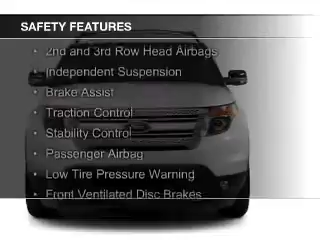 SAFETY FEATURES
• 2nd and 3rd Row Head Airbags
• Independent Suspension
• Brake Assist
• Traction Control
• Stability Control
• Passenger Airbag
• Low Tire Pressure Warning
• Front Ventilated Disc Brakes